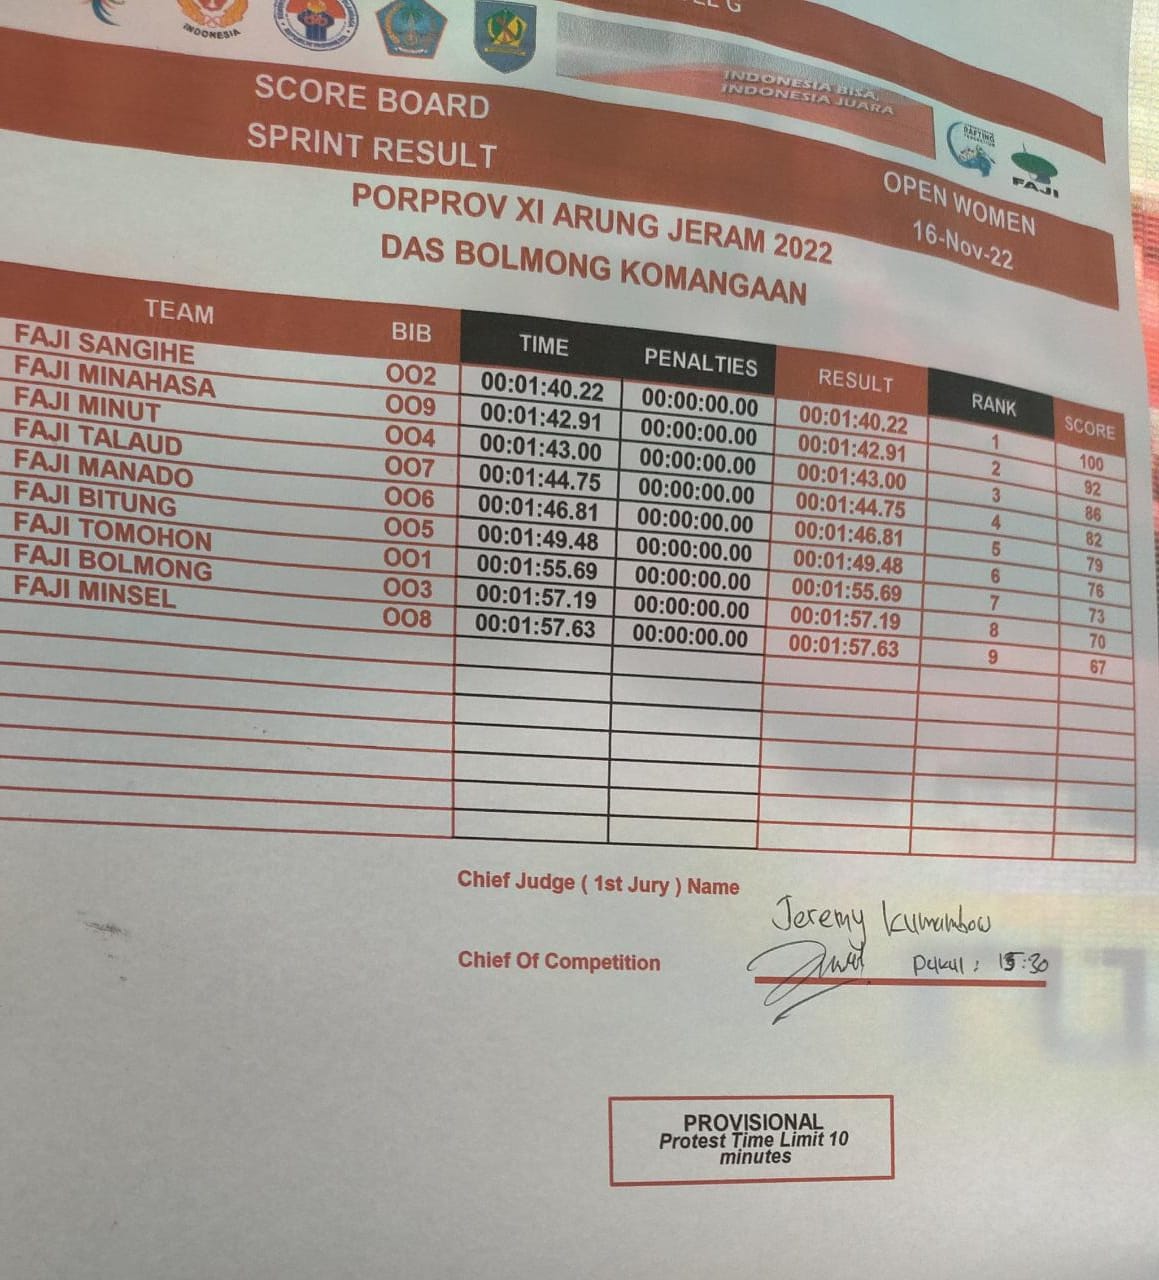 INDONESIA
INDONESIA BISA,
INDONESIA JUARA
RAFTING
FAJI
SCORE BOARD
SPRINT RESULT
OPEN WOMEN
16-Nov-22
PORPROV XI ARUNG JERAM 2022
DAS BOLMONG KOMANGAAN
TEAM BIB TIME PENALTIES RESULT RANK SCORE
FAJI SANGIHE OO2 00:01:40.22 00:00:00.00 00:01:40.22 1 100
FAJI MINAHASA OO9 00:01:42.91 00:00:00.00 00:01:42.91 2 92
FAJI MINUT OO4 00:01:43.00 00:00:00.00 00:01:43.00 3 86
FAJI TALAUD OO7 00:01:44.75 00:00:00.00 00:01:44.75 4 82
FAJI MANADO OO6 00:01:46.81 00:00:00.00 00:01:46.81 5 79
FAJI BITUNG OO5 00:01:49.48 00:00:00.00 00:01:49.48 6 76
FAJI TOMOHON OO1 00:01:55.69 00:00:00.00 00:01:55.69 7 73
FAJI BOLMONG OO3 00:01:57.19 00:00:00.00 00:01:57.19 8 70
FAJI MINSEL OO8 00:01:57.63 00:00:00.00 00:01:57.63 9 67
Chief Judge ( 1st Jury ) Name
Jeremy Kumambow
Chief Of Competition
Pukul : 15:30
PROVISIONAL
Protest Time Limit 10
minutes